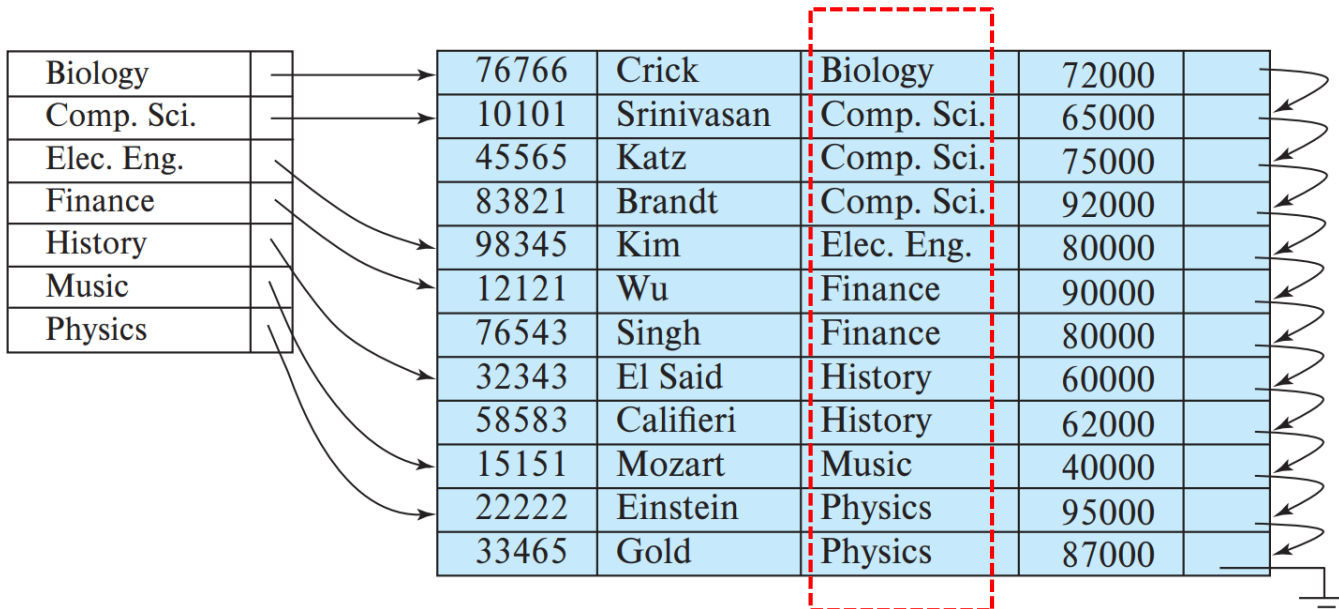 Biology
Comp. Sci.
Elec. Eng.
Finance
History
Music
Physics
76766 Crick Biology 72000
10101 Srinivasan Comp. Sci. 65000
45565 Katz Comp. Sci. 75000
83821 Brandt Comp. Sci. 92000
98345 Kim Elec. Eng. 80000
12121 Wu Finance 90000
76543 Singh Finance 80000
32343 El Said History 60000
58583 Califieri History 62000
15151 Mozart Music 40000
22222 Einstein Physics 95000
33465 Gold Physics 87000